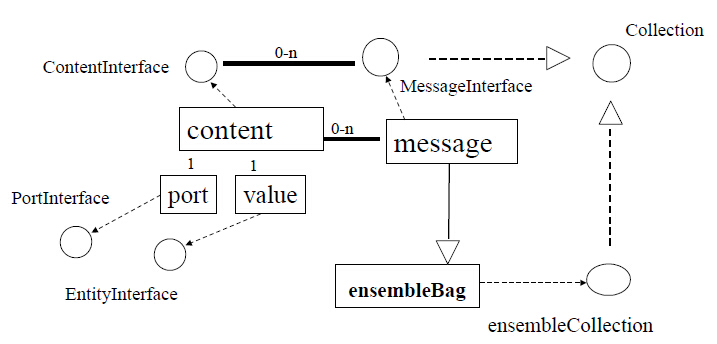 Collection
0-n
ContentInterface
MessageInterface
content
0-n
message
1
1
PortInterface
port
value
EntityInterface
ensembleBag
ensembleCollection